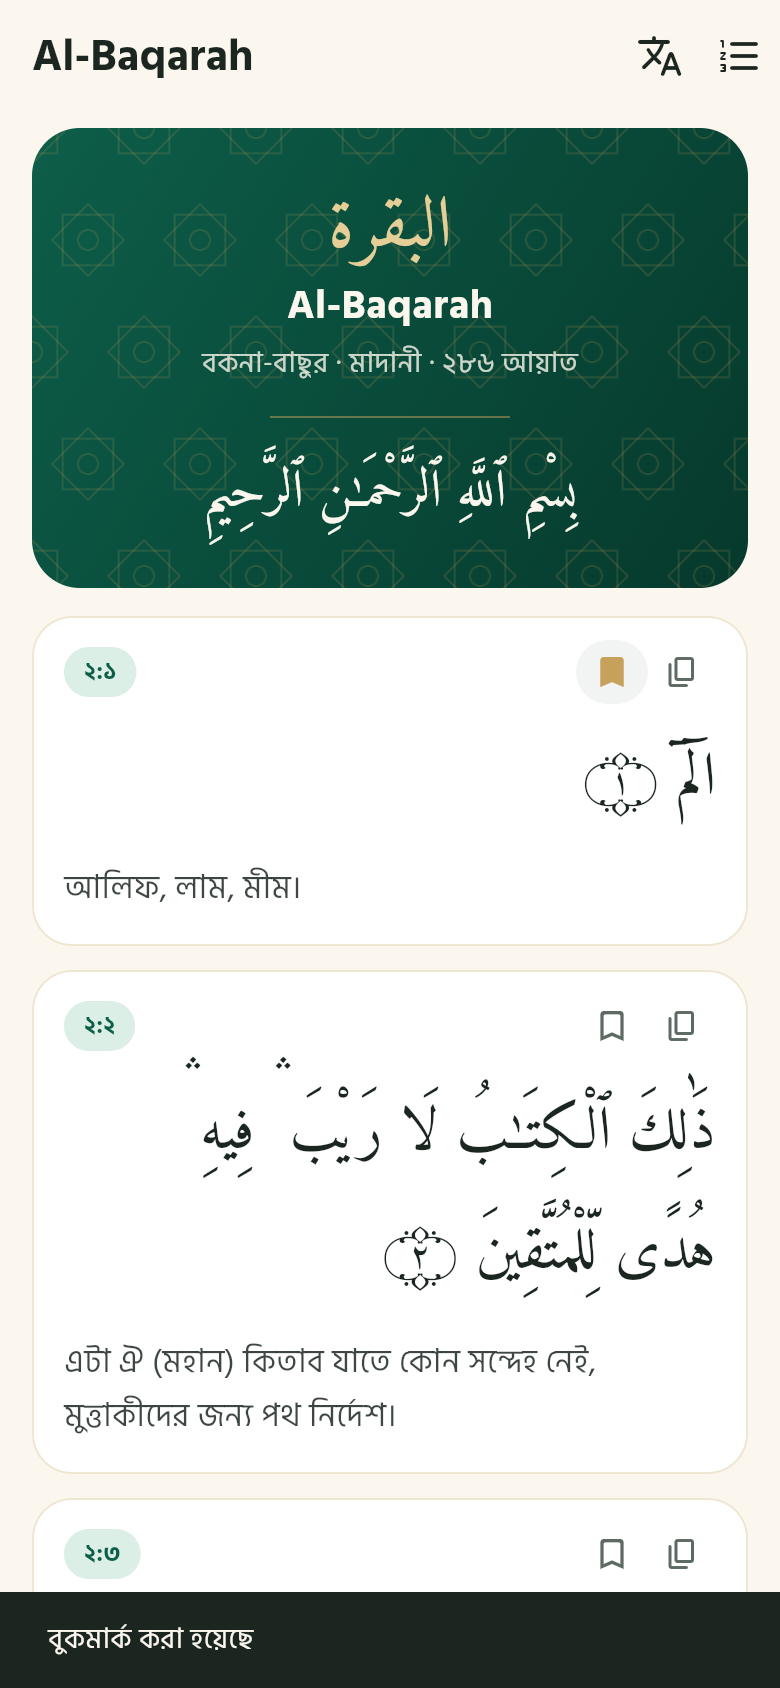 Al-Baqarah
البقرة
Al-Baqarah
বকনা-বাছুর · মাদানী · ২৮৬ আয়াত
بِسْمِ ٱللَّهِ ٱلرَّحْمَـٰنِ ٱلرَّحِيمِ
২:১
الٓمٓ ١
আলিফ, লাম, মীম।
২:২
ذَٰلِكَ ٱلْكِتَـٰبُ لَا رَيْبَ ۛ فِيهِ ۛ
هُدًى لِّلْمُتَّقِينَ ٢
এটা ঐ (মহান) কিতাব যাতে কোন সন্দেহ নেই,
মুত্তাকীদের জন্য পথ নির্দেশ।
২:৩
বুকমার্ক করা হয়েছে